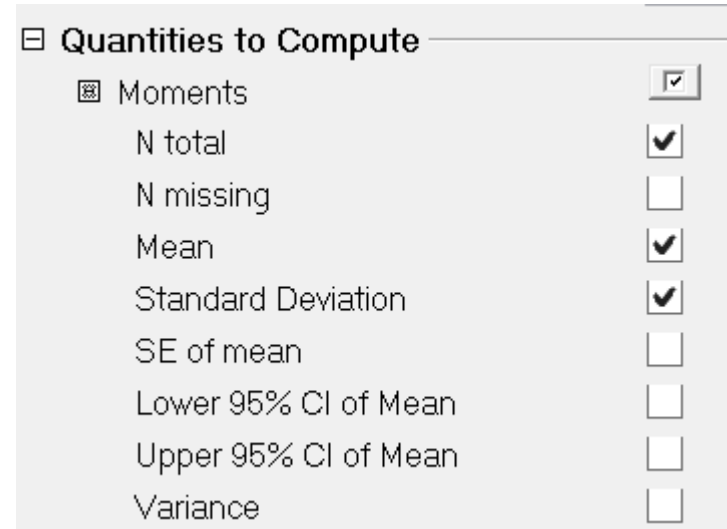 Quantities to Compute
Moments
N total
N missing
Mean
Standard Deviation
SE of mean
Lower 95% CI of Mean
Upper 95% CI of Mean
Variance